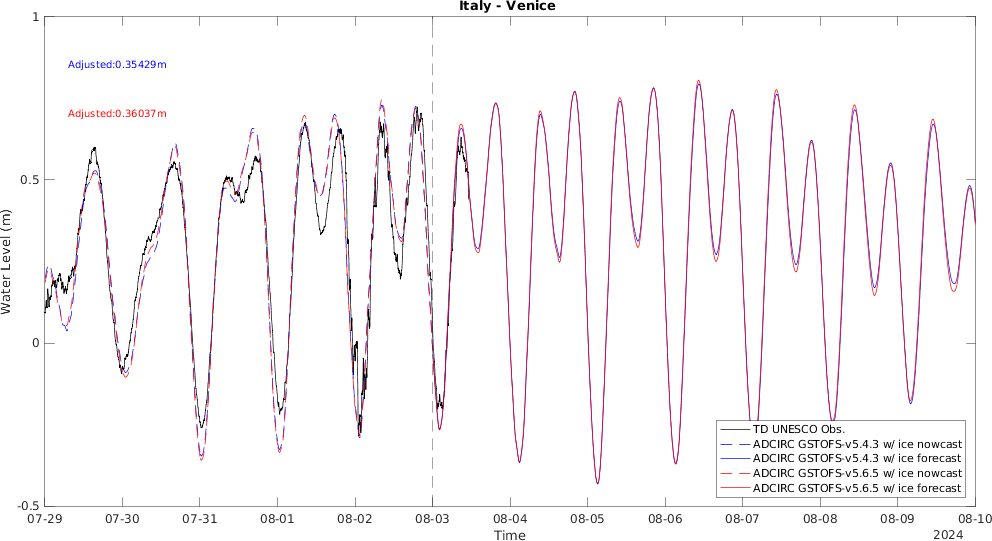 Italy - Venice
1
Adjusted:0.35429m
Adjusted:0.36037m
0.5
Water Level (m)
0
TD UNESCO Obs.
ADCIRC GSTOFS-v5.4.3 w/ ice nowcast
ADCIRC GSTOFS-v5.4.3 w/ ice forecast
ADCIRC GSTOFS-v5.6.5 w/ ice nowcast
ADCIRC GSTOFS-v5.6.5 w/ ice forecast
-0.5
07-29 07-30 07-31 08-01 08-02 08-03 08-04 08-05 08-06 08-07 08-08 08-09 08-10
Time
2024